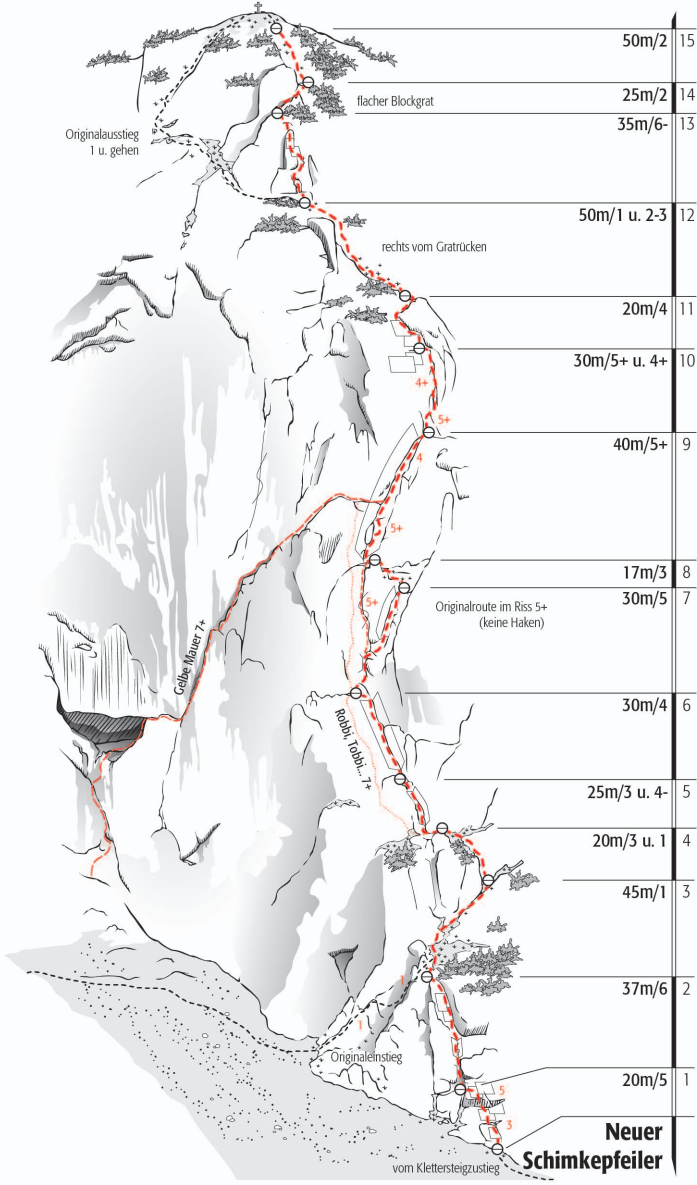 50m/2 15
25m/2 14
flacher Blockgrat
35m/6- 13
Originalausstieg
1 u. gehen
50m/1 u. 2-3 12
rechts vom Gratrücken
20m/4 11
30m/5+ u. 4+ 10
4+
5+
40m/5+ 9
4
5+
17m/3 8
30m/5 7
5+
Originalroute im Riss 5+
(keine Haken)
Gelbe Mauer 7+
30m/4 6
Robbi, Tobbi... 7+
25m/3 u. 4- 5
20m/3 u. 1 4
45m/1 3
37m/6 2
1
1
Originaleinstieg
20m/5 1
5
3
Neuer
Schimkepfeiler
vom Klettersteigzustieg